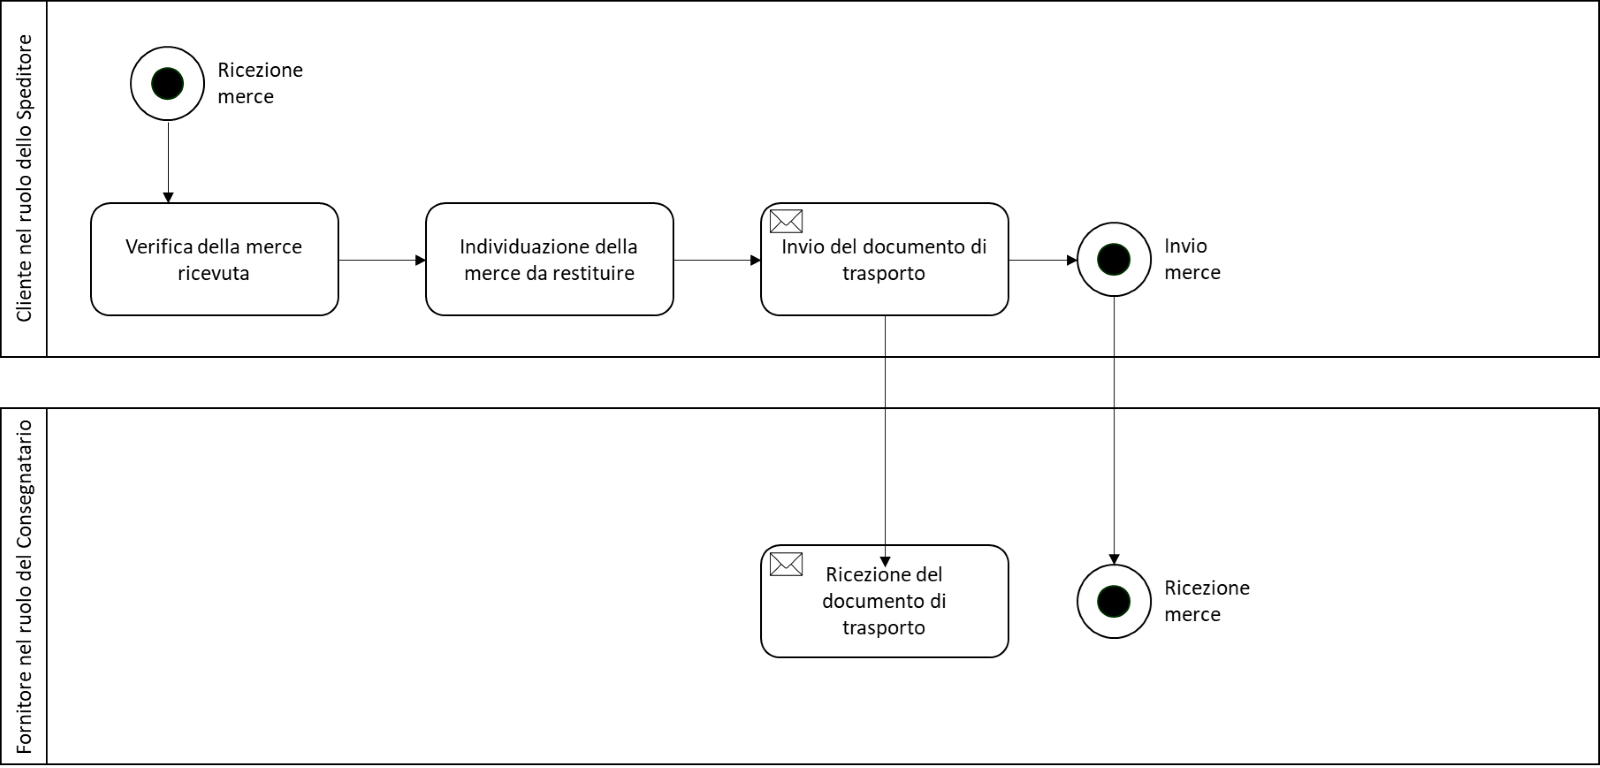 Cliente nel ruolo dello Speditore
Ricezione
merce
Verifica della merce
ricevuta
Individuazione della
merce da restituire
Invio del documento di
trasporto
Invio
merce
Fornitore nel ruolo del Consegnatario
Ricezione del
documento di
trasporto
Ricezione
merce